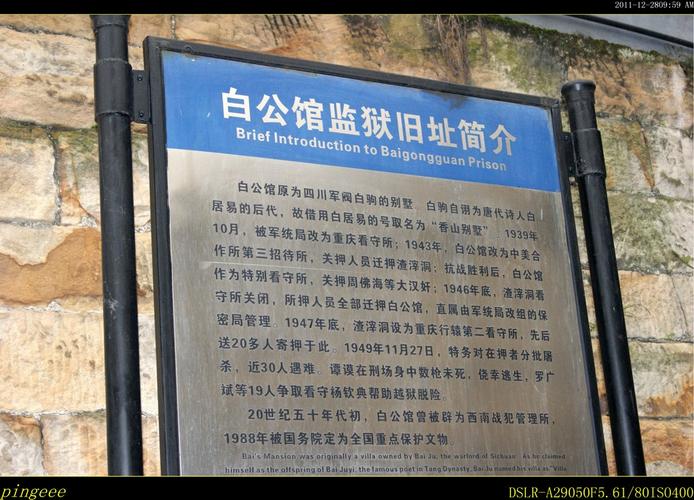 2011-12-2809:59 AM
白公馆监狱旧址简介
Brief Introduction to Baigongguan Prison
白公馆原为四川军阀白驹的别墅。白驹自诩为唐代诗人白
居易的后代，故借用白居易的号取名为“香山别墅”。1939年
10月，被军统局改为重庆看守所；1943年，白公馆改为中美合
作所第三招待所，关押人员迁押渣滓洞；抗战胜利后，白公馆
作为特别看守所，关押周佛海等大汉奸；1946年底，渣滓洞看
守所关闭，所押人员全部迁押白公馆，直属由军统局改组的保
密局管理。1947年底，渣滓洞设为重庆行辕第二看守所，先后
送20多人寄押于此。1949年11月27日，特务对在押者分批屠
杀，近30人遇难。谭谟在刑场身中数枪未死，侥幸逃生，罗广
斌等19人争取看守杨钦典帮助越狱脱险。
20世纪五十年代初，白公馆曾被辟为西南战犯管理所，
1988年被国务院定为全国重点保护文物。
Bai's Mansion was originally a villa owned by Bai Ju, the warlord of Sichuan. As he claimed
himself as the offspring of Bai Juyi, the famous poet in Tang Dynasty, Bai Ju named his villa as "Villa
pingeee
DSLR-A29050F5.61/80ISO400